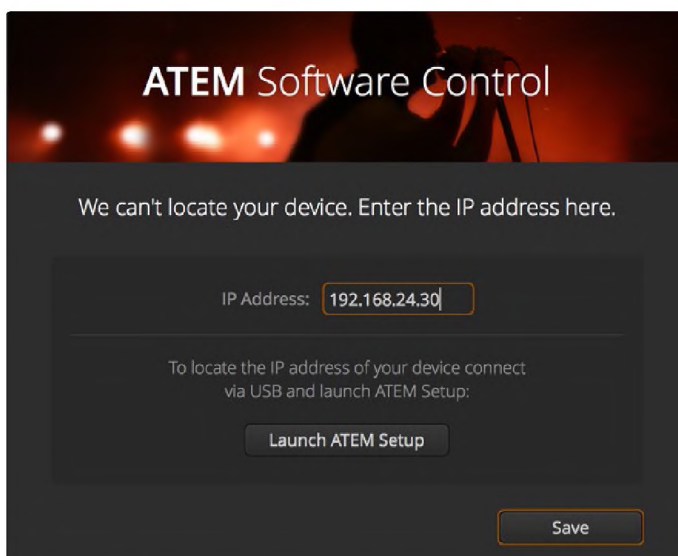 ATEM Software Control
We can't locate your device. Enter the IP address here.
IP Address: 192.168.24.30
To locate the IP address of your device connect
via USB and launch ATEM Setup:
Launch ATEM Setup
Save